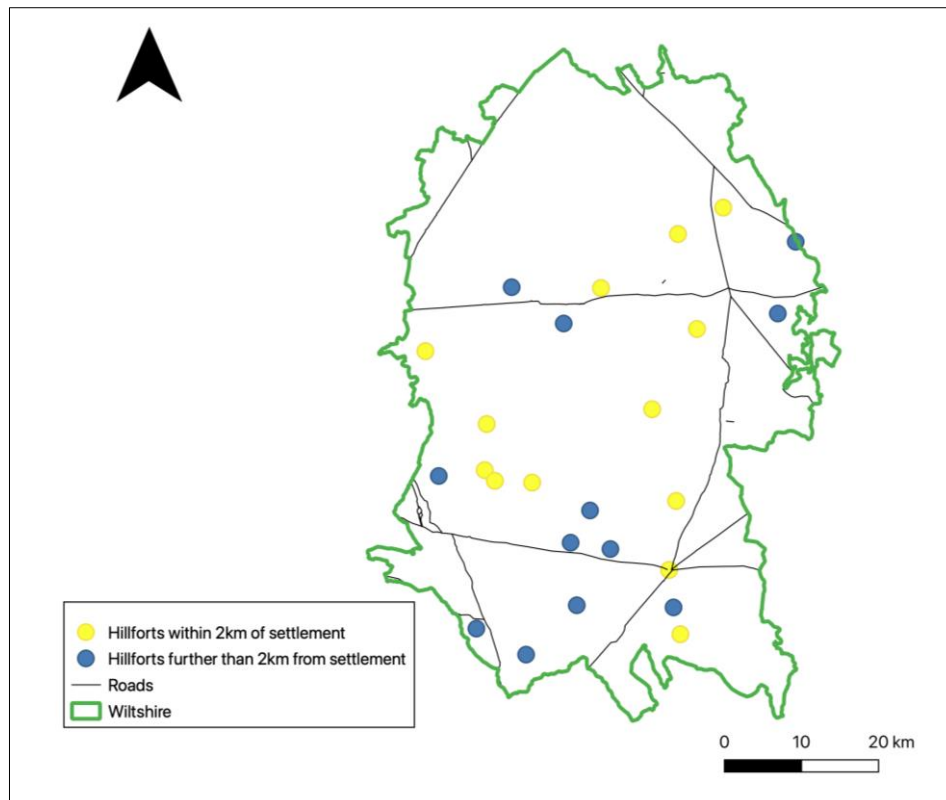 Hillforts within 2km of settlement
Hillforts further than 2km from settlement
Roads
Wiltshire
0 10 20 km